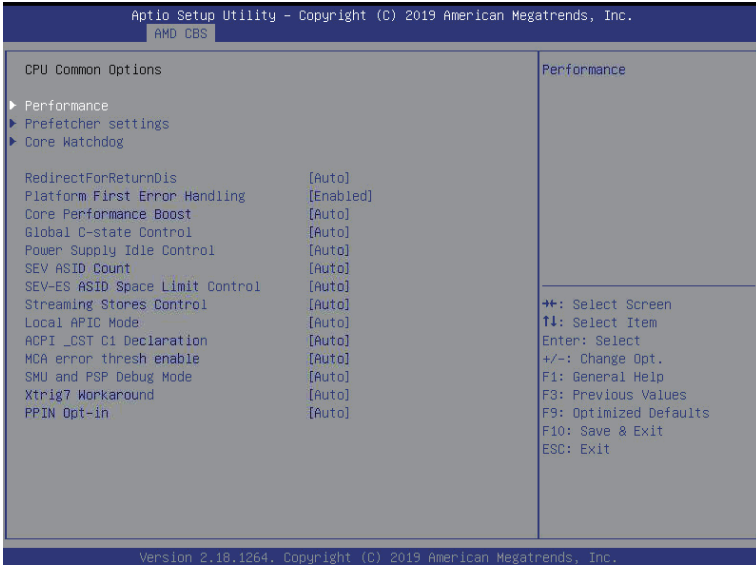 Aptio Setup Utility – Copyright (C) 2019 American Megatrends, Inc.
AMD CBS
CPU Common Options
Performance
Prefetcher settings
Core Watchdog
RedirectForReturnDis [Auto]
Platform First Error Handling [Enabled]
Core Performance Boost [Auto]
Global C-state Control [Auto]
Power Supply Idle Control [Auto]
SEV ASID Count [Auto]
SEV-ES ASID Space Limit Control [Auto]
Streaming Stores Control [Auto]
Local APIC Mode [Auto]
ACPI _CST C1 Declaration [Auto]
MCA error thresh enable [Auto]
SMU and PSP Debug Mode [Auto]
Xtrig7 Workaround [Auto]
PPIN Opt-in [Auto]
Performance
→←: Select Screen
↑↓: Select Item
Enter: Select
+/-: Change Opt.
F1: General Help
F3: Previous Values
F9: Optimized Defaults
F10: Save & Exit
ESC: Exit
Version 2.18.1264. Copyright (C) 2019 American Megatrends, Inc.